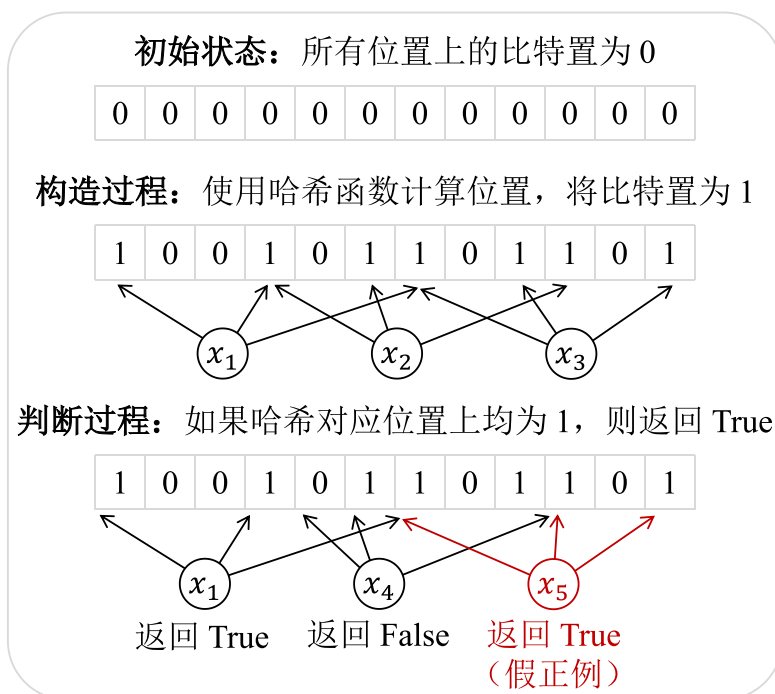 初始状态：所有位置上的比特置为 0
0 0 0 0 0 0 0 0 0 0 0 0
构造过程：使用哈希函数计算位置，将比特置为 1
1 0 0 1 0 1 1 0 1 1 0 1
x₁ x₂ x₃
判断过程：如果哈希对应位置上均为 1，则返回 True
1 0 0 1 0 1 1 0 1 1 0 1
x₁ x₄ x₅
返回 True 返回 False 返回 True
（假正例）